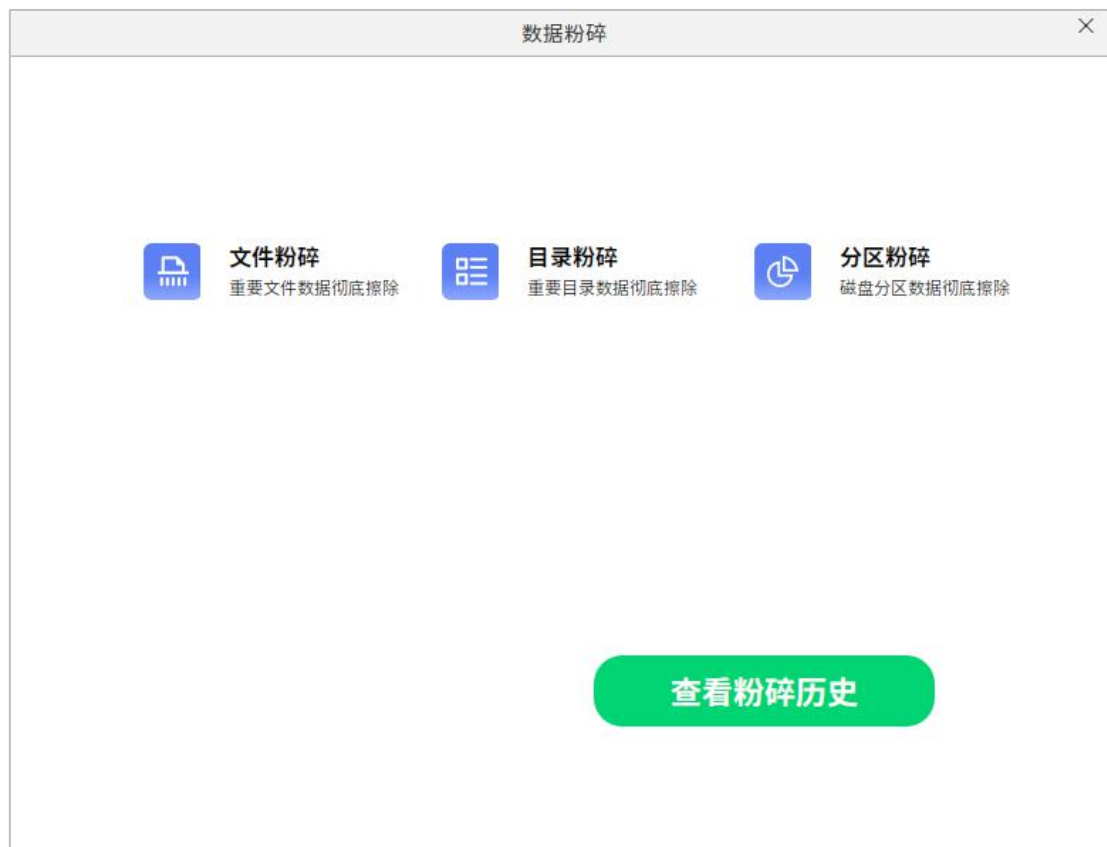 数据粉碎
文件粉碎
重要文件数据彻底擦除
目录粉碎
重要目录数据彻底擦除
分区粉碎
磁盘分区数据彻底擦除
查看粉碎历史